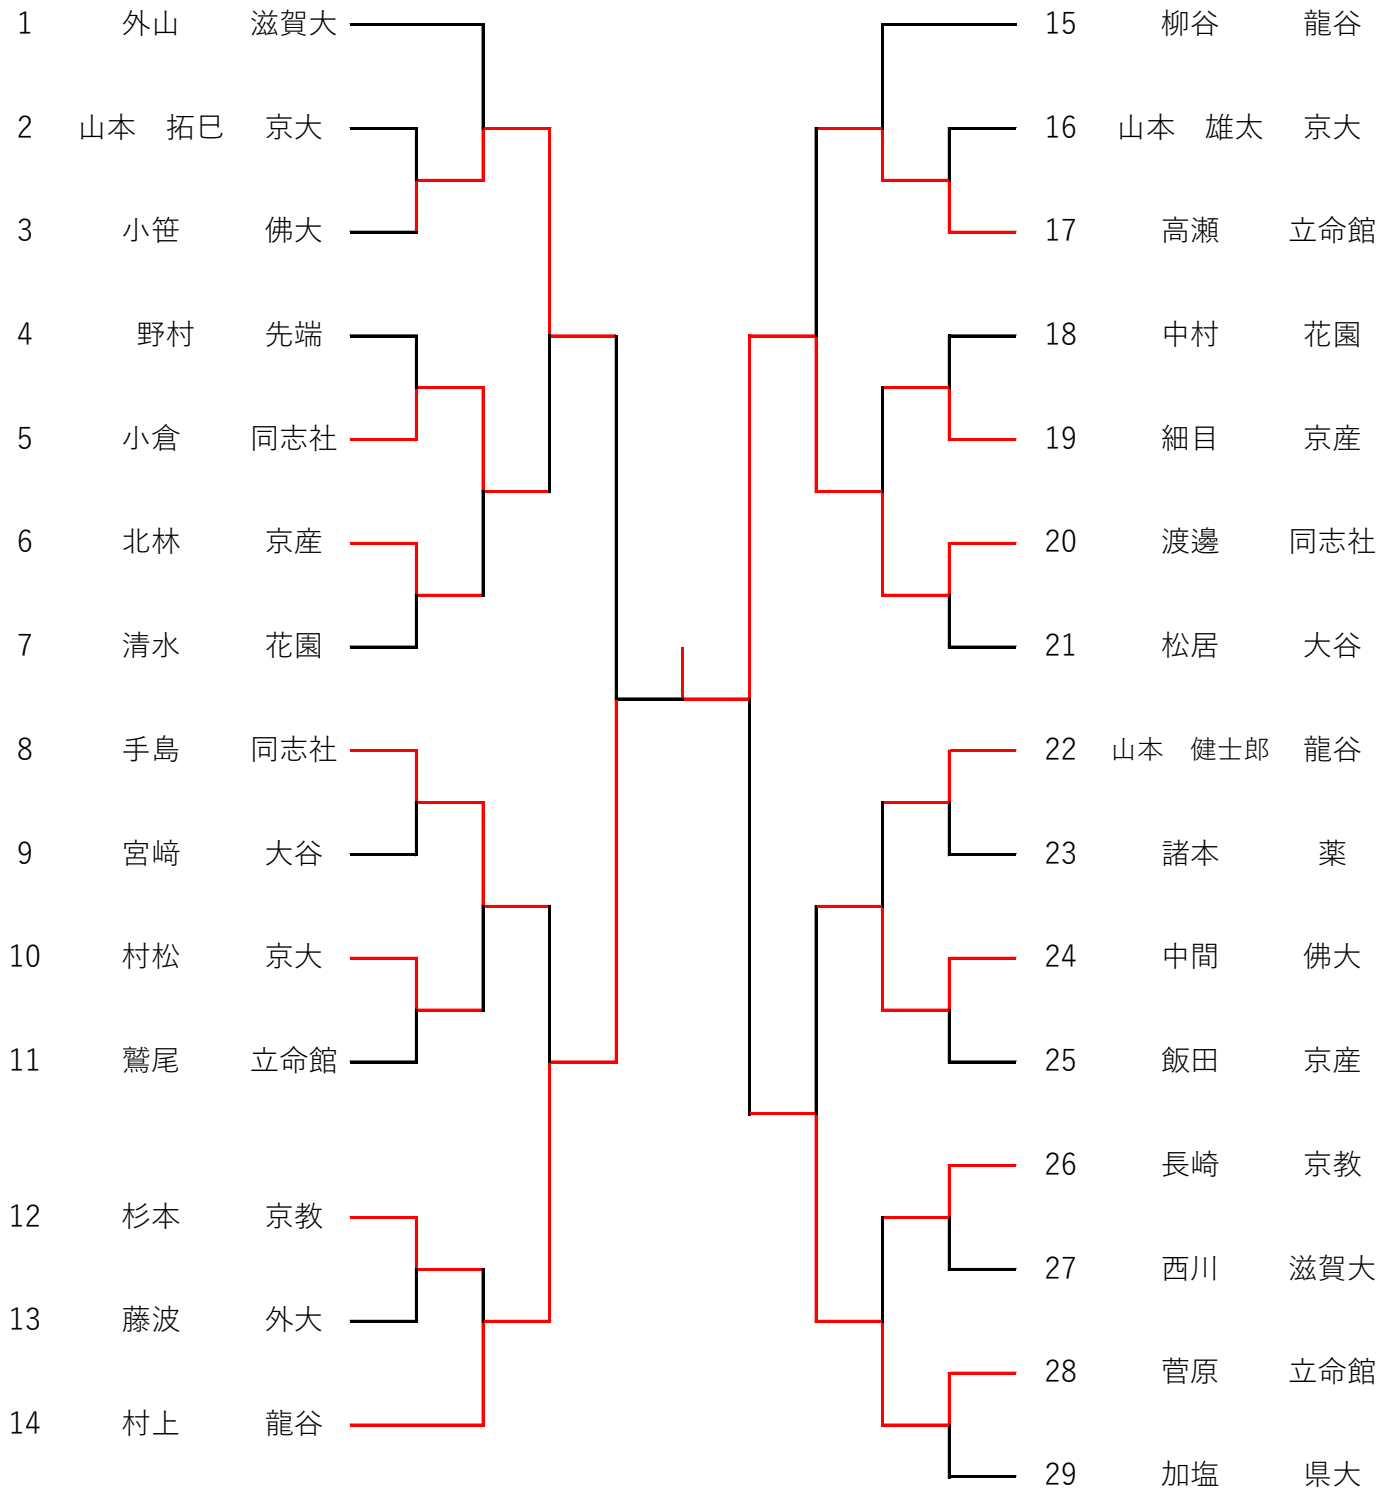 1 外山 滋賀大
2 山本 拓巳 京大
3 小笹 佛大
4 野村 先端
5 小倉 同志社
6 北林 京産
7 清水 花園
8 手島 同志社
9 宮﨑 大谷
10 村松 京大
11 鷲尾 立命館
12 杉本 京教
13 藤波 外大
14 村上 龍谷
15 柳谷 龍谷
16 山本 雄太 京大
17 高瀬 立命館
18 中村 花園
19 細目 京産
20 渡邊 同志社
21 松居 大谷
22 山本 健士郎 龍谷
23 諸本 薬
24 中間 佛大
25 飯田 京産
26 長崎 京教
27 西川 滋賀大
28 菅原 立命館
29 加塩 県大